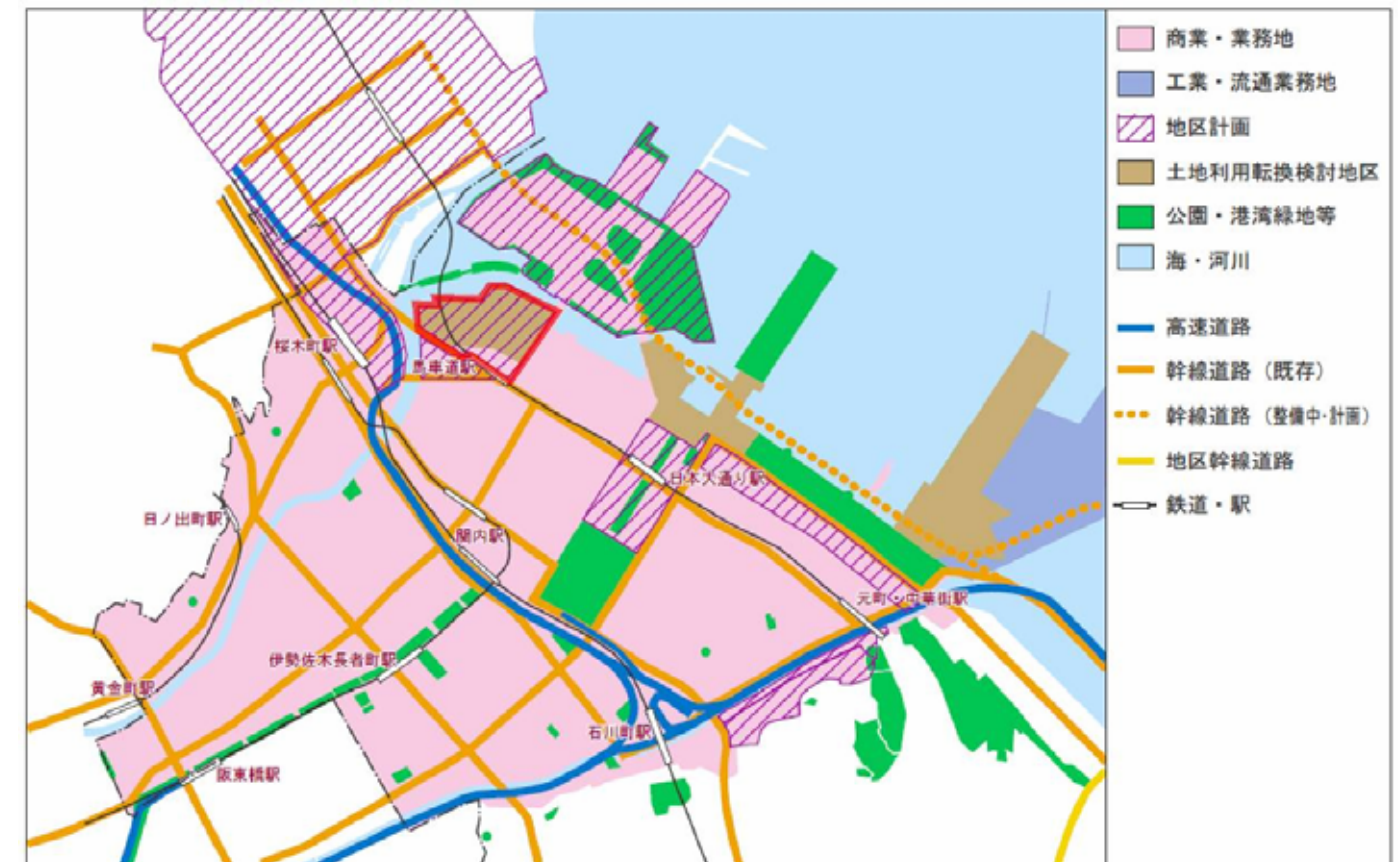 商業・業務地
工業・流通業務地
地区計画
土地利用転換検討地区
公園・港湾緑地等
海・河川
高速道路
幹線道路（既存）
幹線道路（整備中・計画）
地区幹線道路
鉄道・駅
桜木町駅
馬車道駅
日本大通り駅
日ノ出町駅
関内駅
元町・中華街駅
伊勢佐木長者町駅
黄金町駅
石川町駅
阪東橋駅